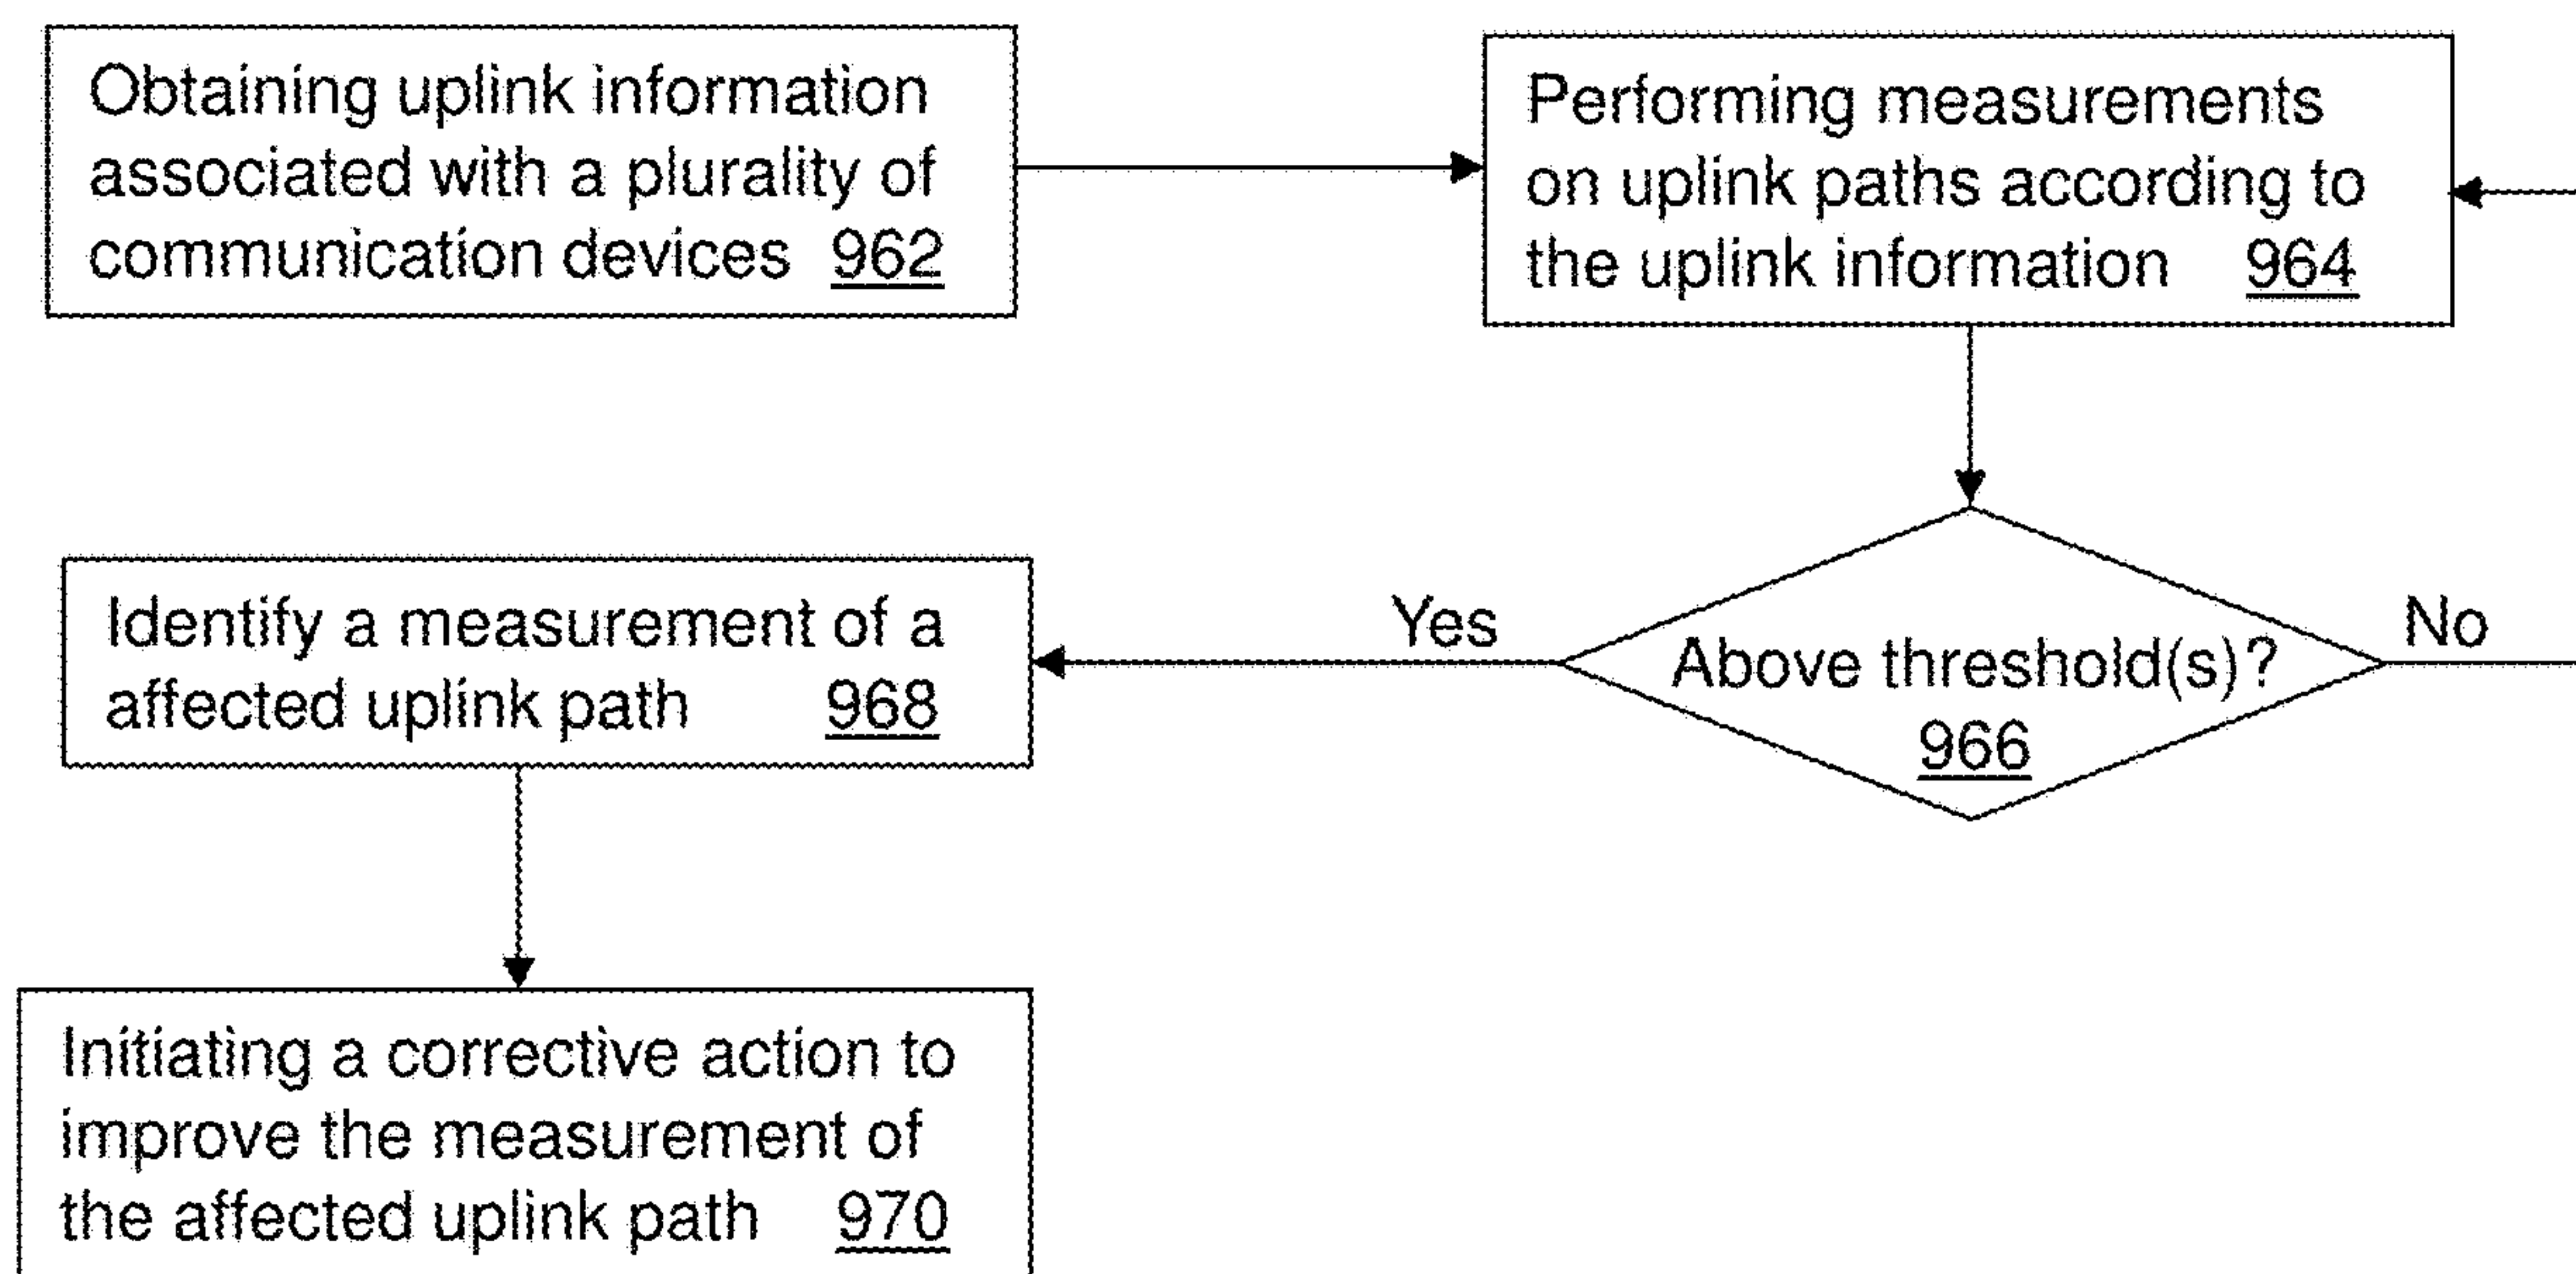 Obtaining uplink information
associated with a plurality of
communication devices 962
Performing measurements
on uplink paths according to
the uplink information 964
Above threshold(s)?
966
Yes
No
Identify a measurement of a
affected uplink path 968
Initiating a corrective action to
improve the measurement of
the affected uplink path 970